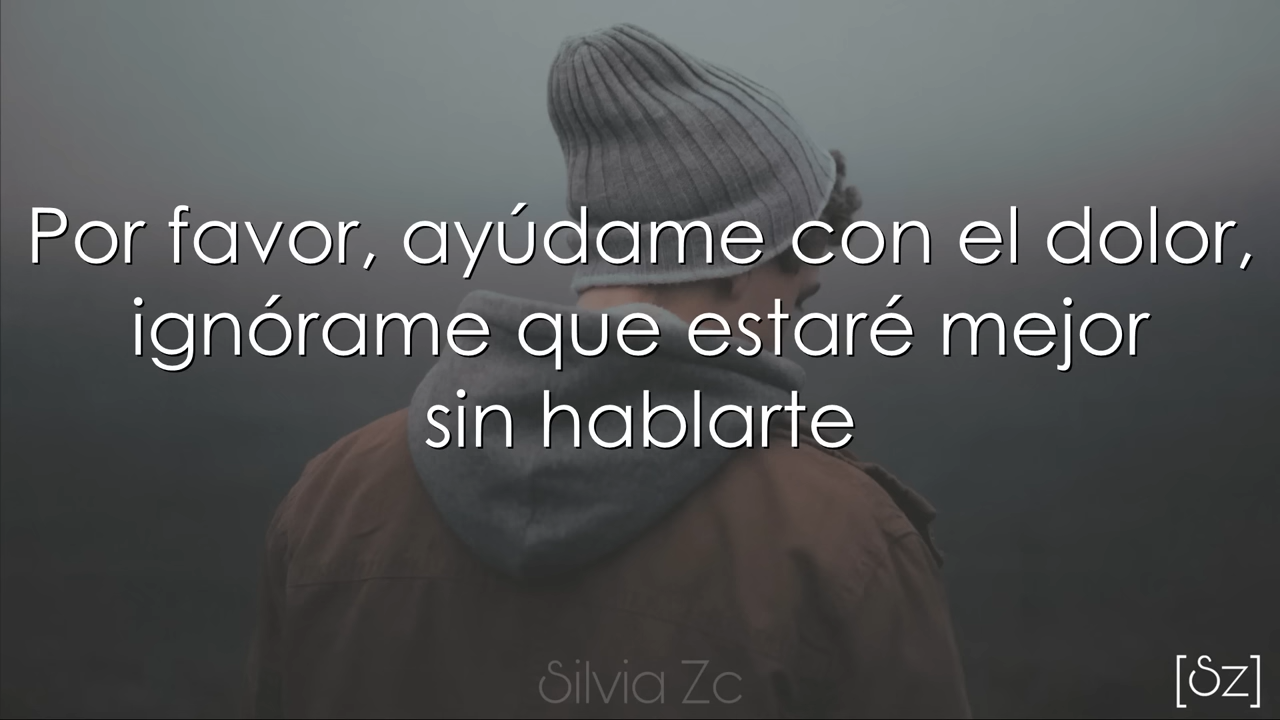 Por favor, ayúdame con el dolor,
ignórame que estaré mejor
sin hablarte
Silvia Zc
[Sz]